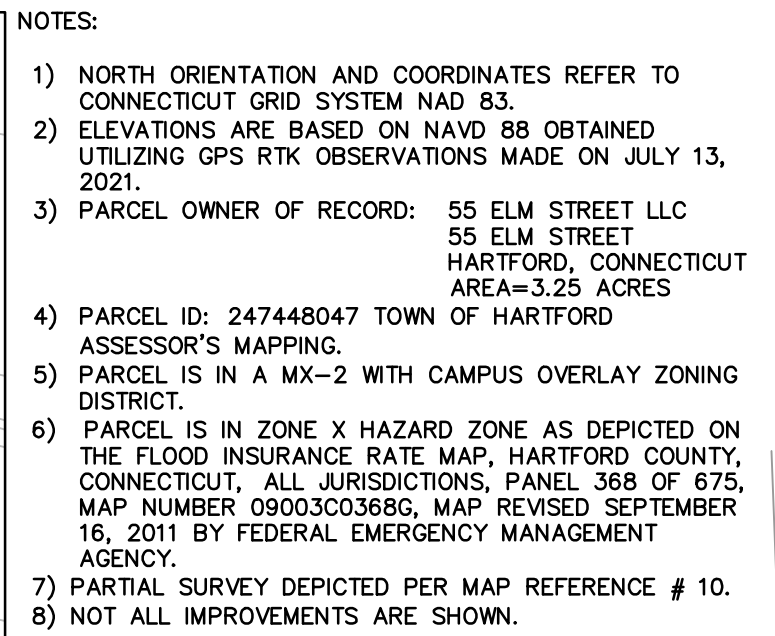 NOTES:
1) NORTH ORIENTATION AND COORDINATES REFER TO
CONNECTICUT GRID SYSTEM NAD 83.
2) ELEVATIONS ARE BASED ON NAVD 88 OBTAINED
UTILIZING GPS RTK OBSERVATIONS MADE ON JULY 13,
2021.
3) PARCEL OWNER OF RECORD: 55 ELM STREET LLC
55 ELM STREET
HARTFORD, CONNECTICUT
AREA=3.25 ACRES
4) PARCEL ID: 247448047 TOWN OF HARTFORD
ASSESSOR'S MAPPING.
5) PARCEL IS IN A MX-2 WITH CAMPUS OVERLAY ZONING
DISTRICT.
6) PARCEL IS IN ZONE X HAZARD ZONE AS DEPICTED ON
THE FLOOD INSURANCE RATE MAP, HARTFORD COUNTY,
CONNECTICUT, ALL JURISDICTIONS, PANEL 368 OF 675,
MAP NUMBER 09003C0368G, MAP REVISED SEPTEMBER
16, 2011 BY FEDERAL EMERGENCY MANAGEMENT
AGENCY.
7) PARTIAL SURVEY DEPICTED PER MAP REFERENCE # 10.
8) NOT ALL IMPROVEMENTS ARE SHOWN.